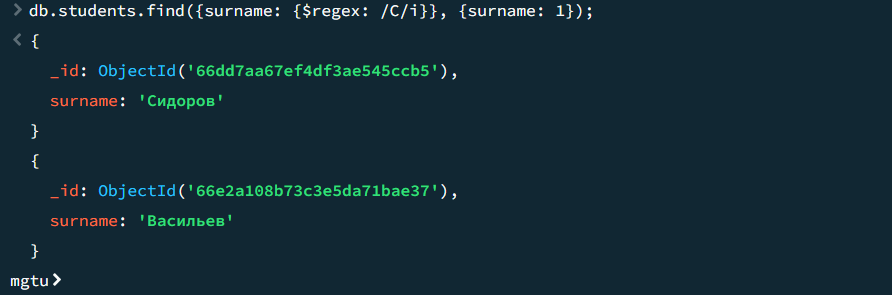 > db.students.find({surname: {$regex: /С/i}}, {surname: 1});
< {
_id: ObjectId('66dd7aa67ef4df3ae545ccb5'),
surname: 'Сидоров'
}
{
_id: ObjectId('66e2a108b73c3e5da71bae37'),
surname: 'Васильев'
}
mgtu>